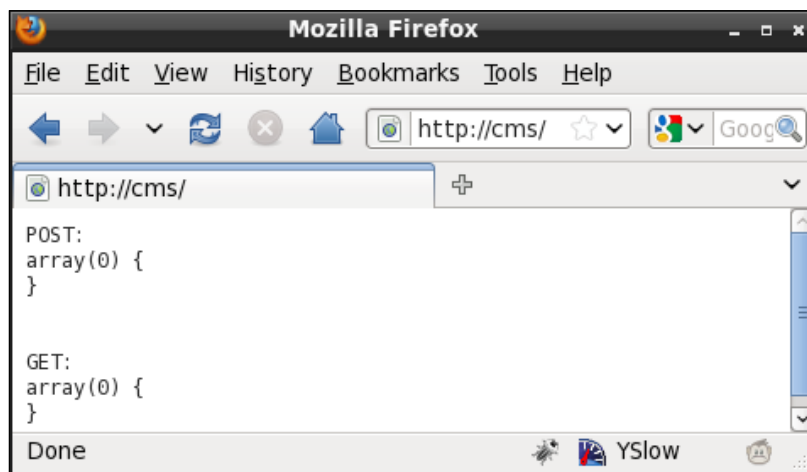 Mozilla Firefox
File Edit View History Bookmarks Tools Help
http://cms/
Goog
http://cms/
POST:
array(0) {
}
GET:
array(0) {
}
Done YSlow